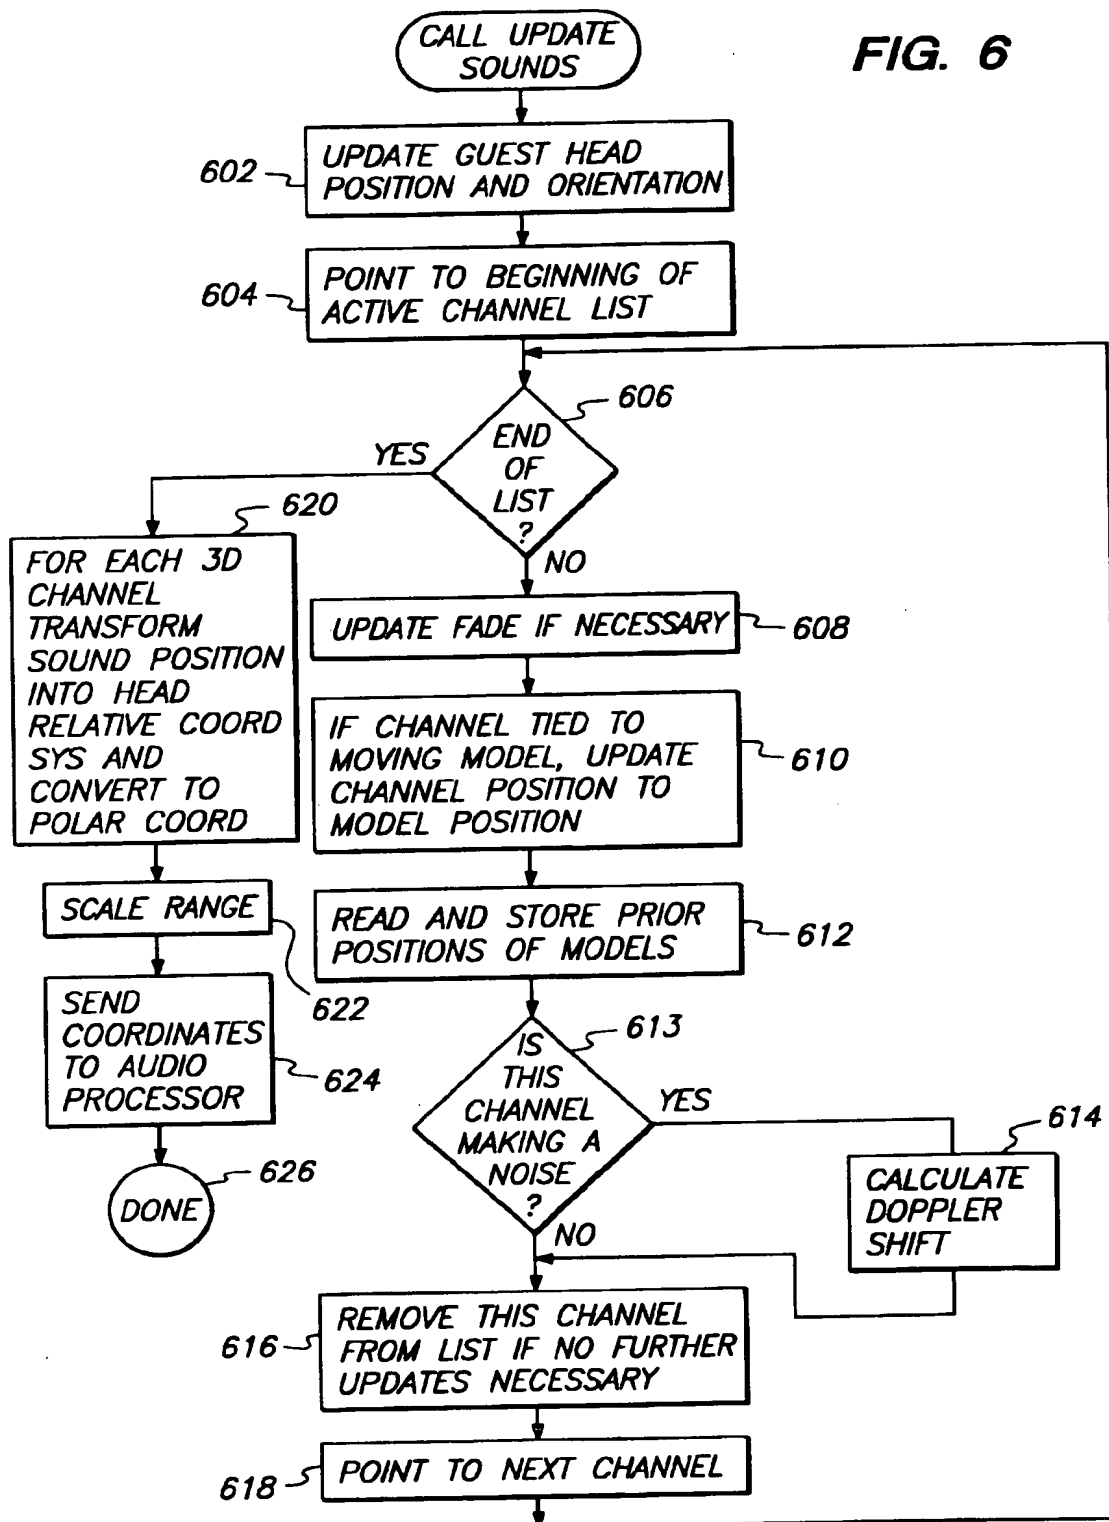 CALL UPDATE
SOUNDS
FIG. 6
602
UPDATE GUEST HEAD
POSITION AND ORIENTATION
604
POINT TO BEGINNING OF
ACTIVE CHANNEL LIST
606
END
OF
LIST
?
YES
NO
620
FOR EACH 3D
CHANNEL
TRANSFORM
SOUND POSITION
INTO HEAD
RELATIVE COORD
SYS AND
CONVERT TO
POLAR COORD
UPDATE FADE IF NECESSARY
608
IF CHANNEL TIED TO
MOVING MODEL, UPDATE
CHANNEL POSITION TO
MODEL POSITION
610
SCALE RANGE
622
READ AND STORE PRIOR
POSITIONS OF MODELS
612
SEND
COORDINATES
TO AUDIO
PROCESSOR
624
DONE
626
613
IS
THIS
CHANNEL
MAKING A
NOISE
?
YES
NO
614
CALCULATE
DOPPLER
SHIFT
616
REMOVE THIS CHANNEL
FROM LIST IF NO FURTHER
UPDATES NECESSARY
618
POINT TO NEXT CHANNEL